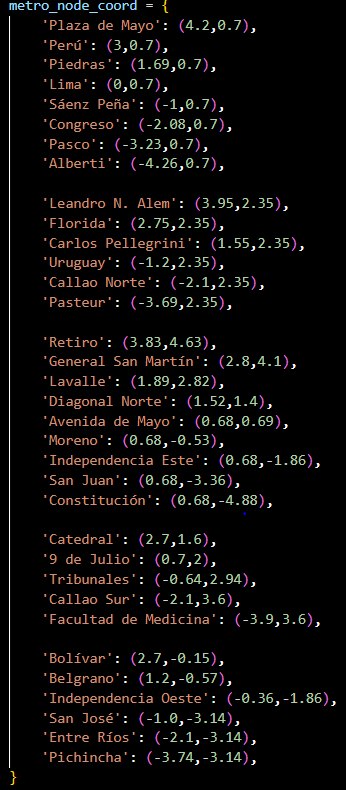 metro_node_coord = {
'Plaza de Mayo': (4.2,0.7),
'Perú': (3,0.7),
'Piedras': (1.69,0.7),
'Lima': (0,0.7),
'Sáenz Peña': (-1,0.7),
'Congreso': (-2.08,0.7),
'Pasco': (-3.23,0.7),
'Alberti': (-4.26,0.7),
'Leandro N. Alem': (3.95,2.35),
'Florida': (2.75,2.35),
'Carlos Pellegrini': (1.55,2.35),
'Uruguay': (-1.2,2.35),
'Callao Norte': (-2.1,2.35),
'Pasteur': (-3.69,2.35),
'Retiro': (3.83,4.63),
'General San Martín': (2.8,4.1),
'Lavalle': (1.89,2.82),
'Diagonal Norte': (1.52,1.4),
'Avenida de Mayo': (0.68,0.69),
'Moreno': (0.68,-0.53),
'Independencia Este': (0.68,-1.86),
'San Juan': (0.68,-3.36),
'Constitución': (0.68,-4.88),
'Catedral': (2.7,1.6),
'9 de Julio': (0.7,2),
'Tribunales': (-0.64,2.94),
'Callao Sur': (-2.1,3.6),
'Facultad de Medicina': (-3.9,3.6),
'Bolívar': (2.7,-0.15),
'Belgrano': (1.2,-0.57),
'Independencia Oeste': (-0.36,-1.86),
'San José': (-1.0,-3.14),
'Entre Ríos': (-2.1,-3.14),
'Pichincha': (-3.74,-3.14),
}